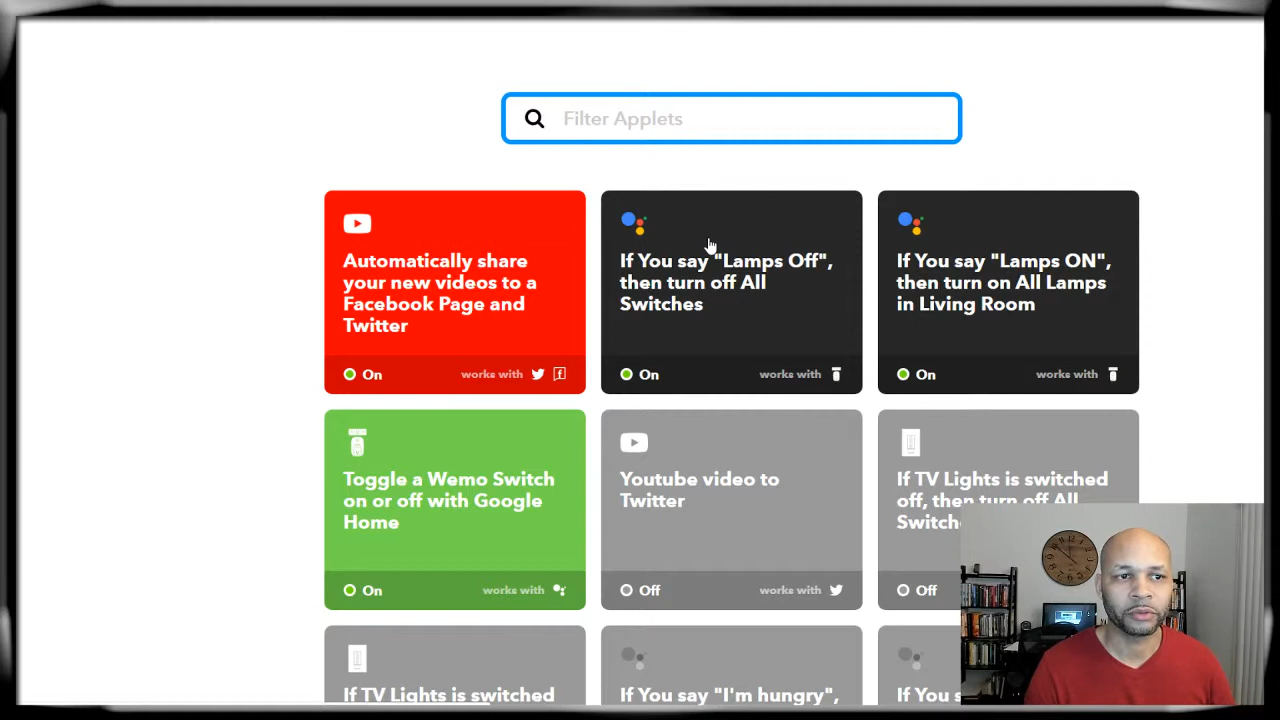 Filter Applets
Automatically share
your new videos to a
Facebook Page and
Twitter
On
works with
If You say "Lamps Off",
then turn off All
Switches
On
works with
If You say "Lamps ON",
then turn on All Lamps
in Living Room
On
works with
Toggle a Wemo Switch
on or off with Google
Home
On
works with
Youtube video to
Twitter
Off
works with
If TV Lights is switched
off, then turn off All
Off
If TV Lights is switched
If You say "I'm hungry",
If You